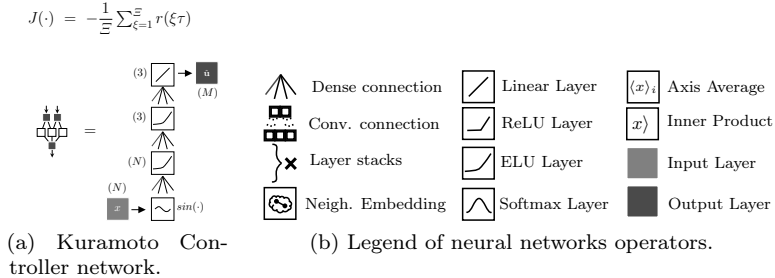 J(·) = − 1/Ξ ∑_{ξ=1}^{Ξ} r(ξτ)
(3) û
(M)
(3)
=
(N)
(N)
x sin(·)
(a) Kuramoto Con-
troller network.
Dense connection Linear Layer ⟨x⟩_i Axis Average
Conv. connection ReLU Layer x⟩ Inner Product
Layer stacks ELU Layer Input Layer
Neigh. Embedding Softmax Layer Output Layer
(b) Legend of neural networks operators.